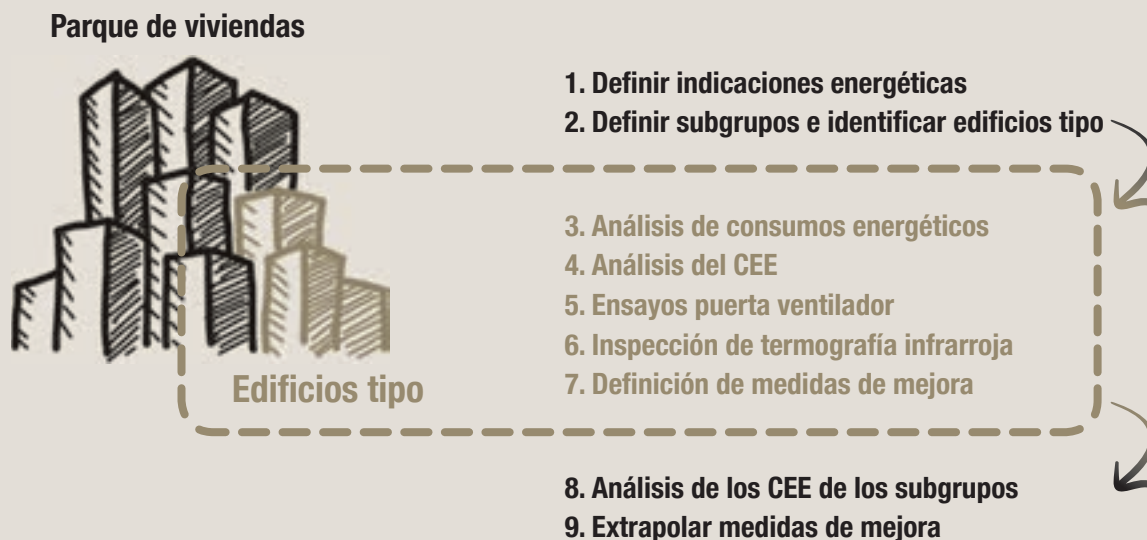 Parque de viviendas
1. Definir indicaciones energéticas
2. Definir subgrupos e identificar edificios tipo
3. Análisis de consumos energéticos
4. Análisis del CEE
5. Ensayos puerta ventilador
6. Inspección de termografía infrarroja
7. Definición de medidas de mejora
Edificios tipo
8. Análisis de los CEE de los subgrupos
9. Extrapolar medidas de mejora